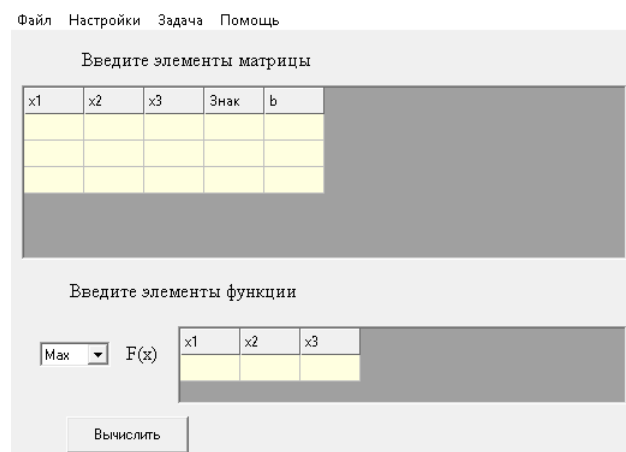 Файл Настройки Задача Помощь
Введите элементы матрицы
x1 x2 x3 Знак b
Введите элементы функции
Max F(x) x1 x2 x3
Вычислить